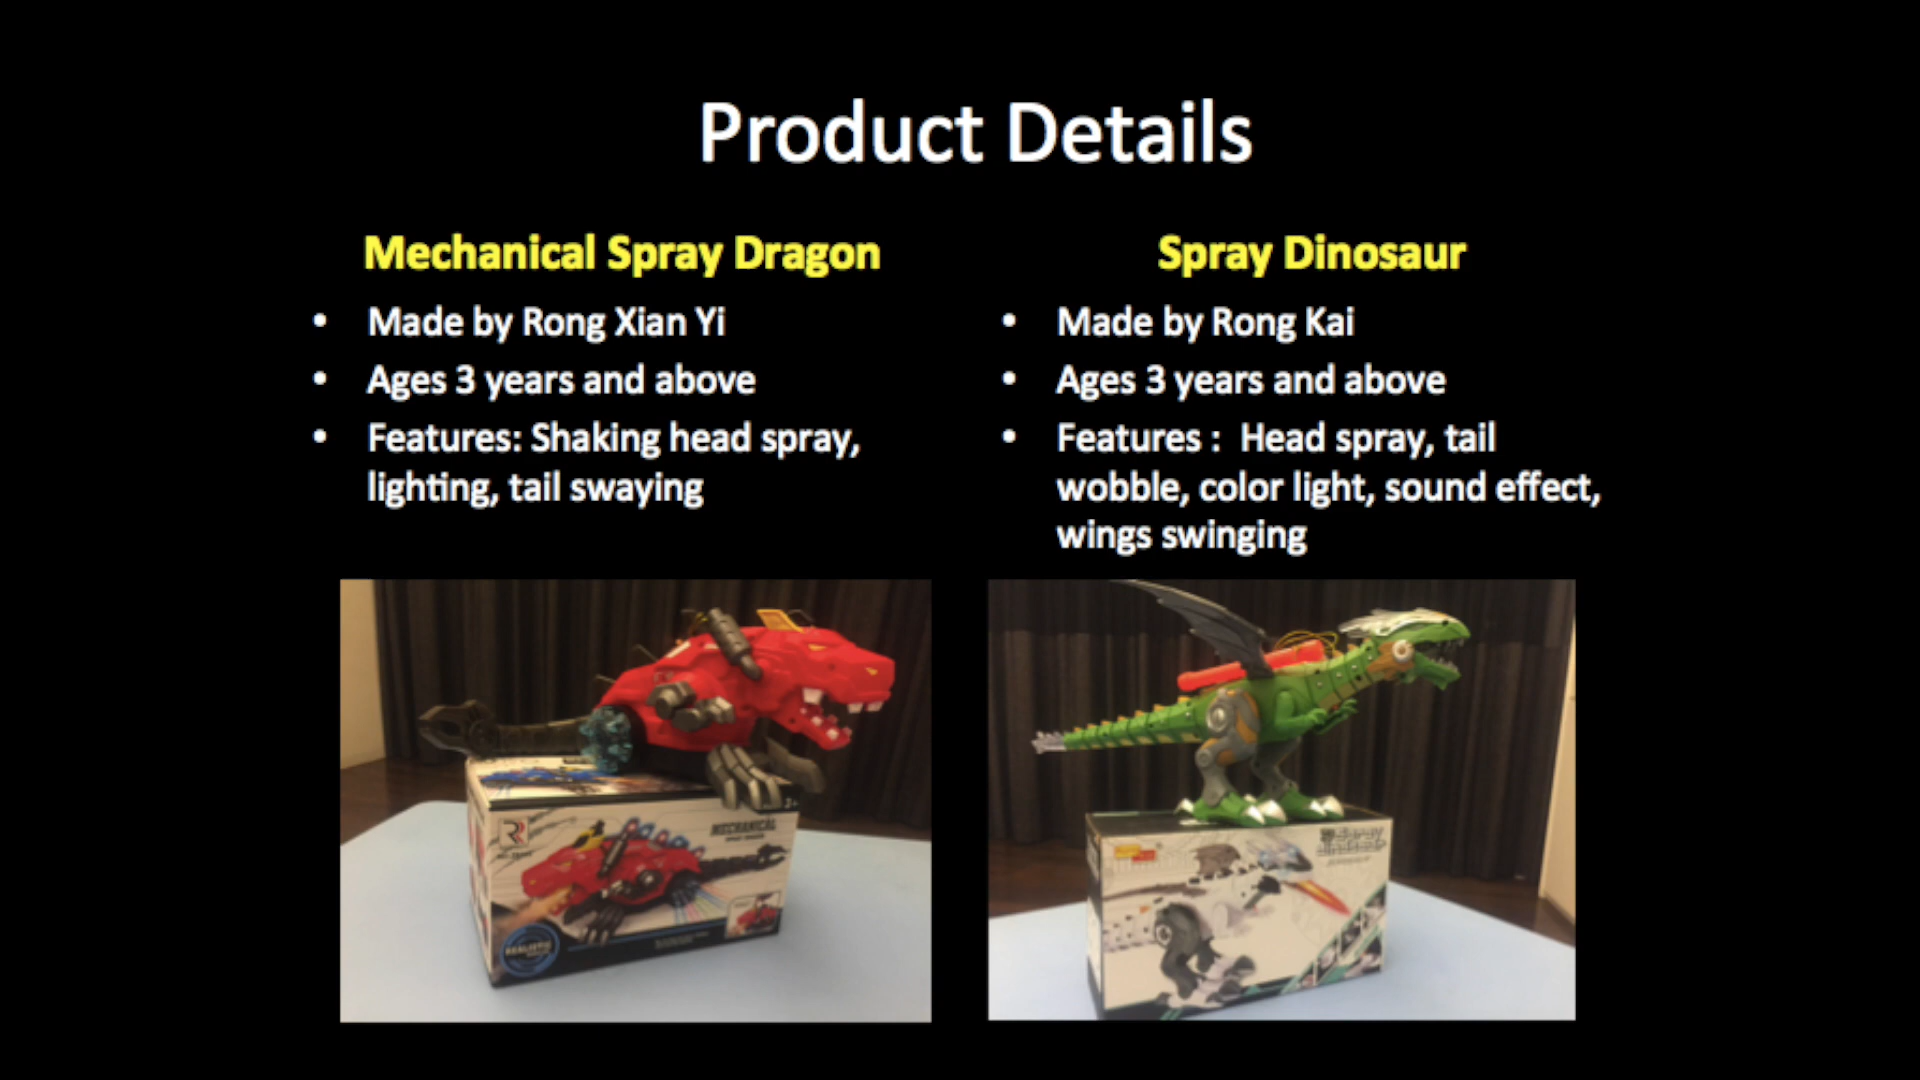 Product Details
Mechanical Spray Dragon
• Made by Rong Xian Yi
• Ages 3 years and above
• Features: Shaking head spray,
lighting, tail swaying
Spray Dinosaur
• Made by Rong Kai
• Ages 3 years and above
• Features :  Head spray, tail
wobble, color light, sound effect,
wings swinging
MECHANICAL
3+